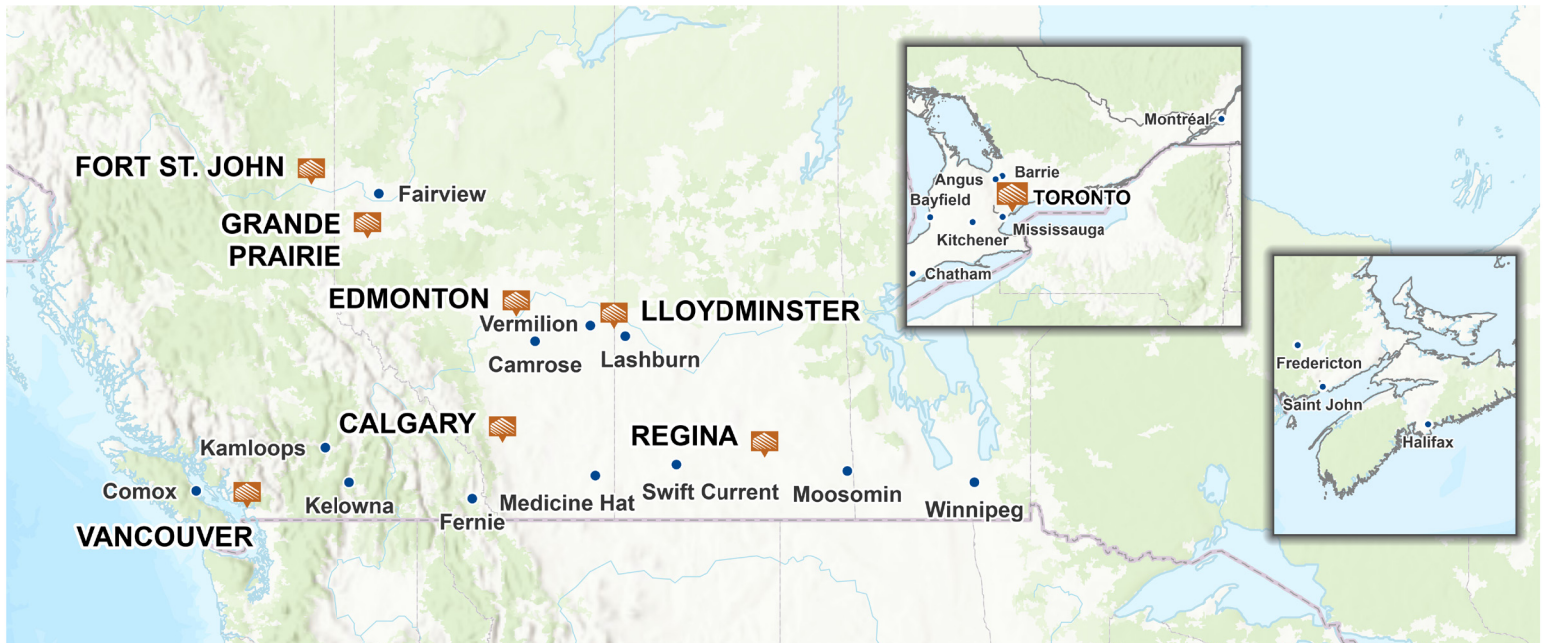 FORT ST. JOHN
Fairview
GRANDE
PRAIRIE
EDMONTON
LLOYDMINSTER
Vermilion
Camrose
Lashburn
CALGARY
REGINA
Kamloops
Comox
Kelowna
VANCOUVER
Fernie
Medicine Hat
Swift Current
Moosomin
Winnipeg
Montréal
Barrie
Angus
TORONTO
Bayfield
Mississauga
Kitchener
Chatham
Fredericton
Saint John
Halifax